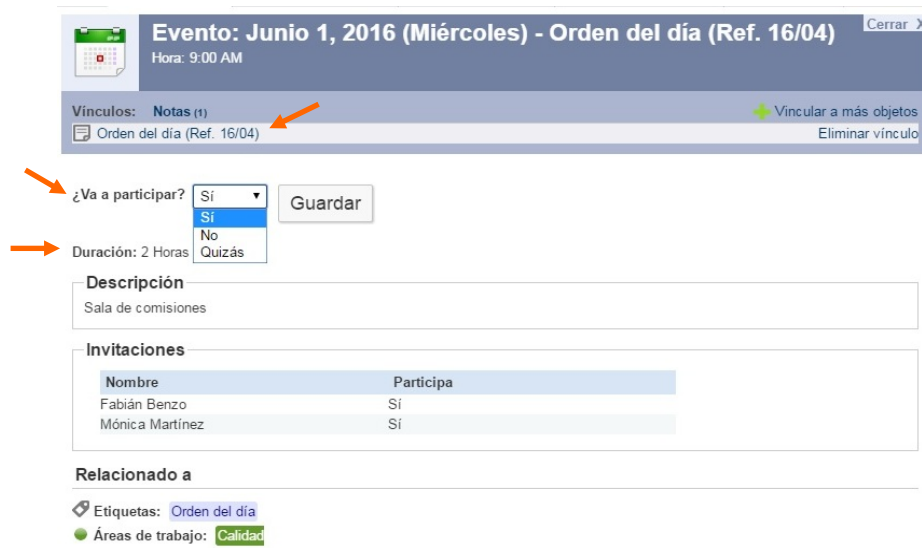 Evento: Junio 1, 2016 (Miércoles) - Orden del día (Ref. 16/04)
Cerrar X
Hora: 9:00 AM
Vínculos: Notas (1)
Vincular a más objetos
Orden del día (Ref. 16/04)
Eliminar vínculo
¿Va a participar? Sí Guardar
Sí
No
Duración: 2 Horas Quizás
Descripción
Sala de comisiones
Invitaciones
Nombre Participa
Fabián Benzo Sí
Mónica Martínez Sí
Relacionado a
Etiquetas: Orden del día
Áreas de trabajo: Calidad